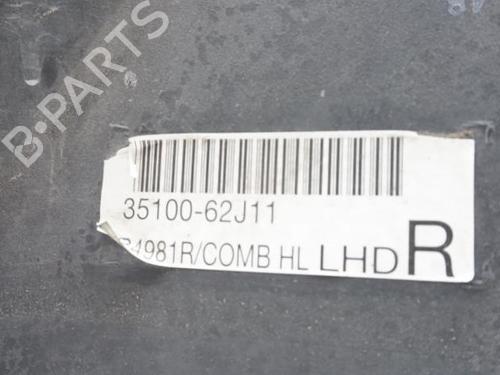 B-PARTS
35100-62J11
4981R/COMB HL LHD R